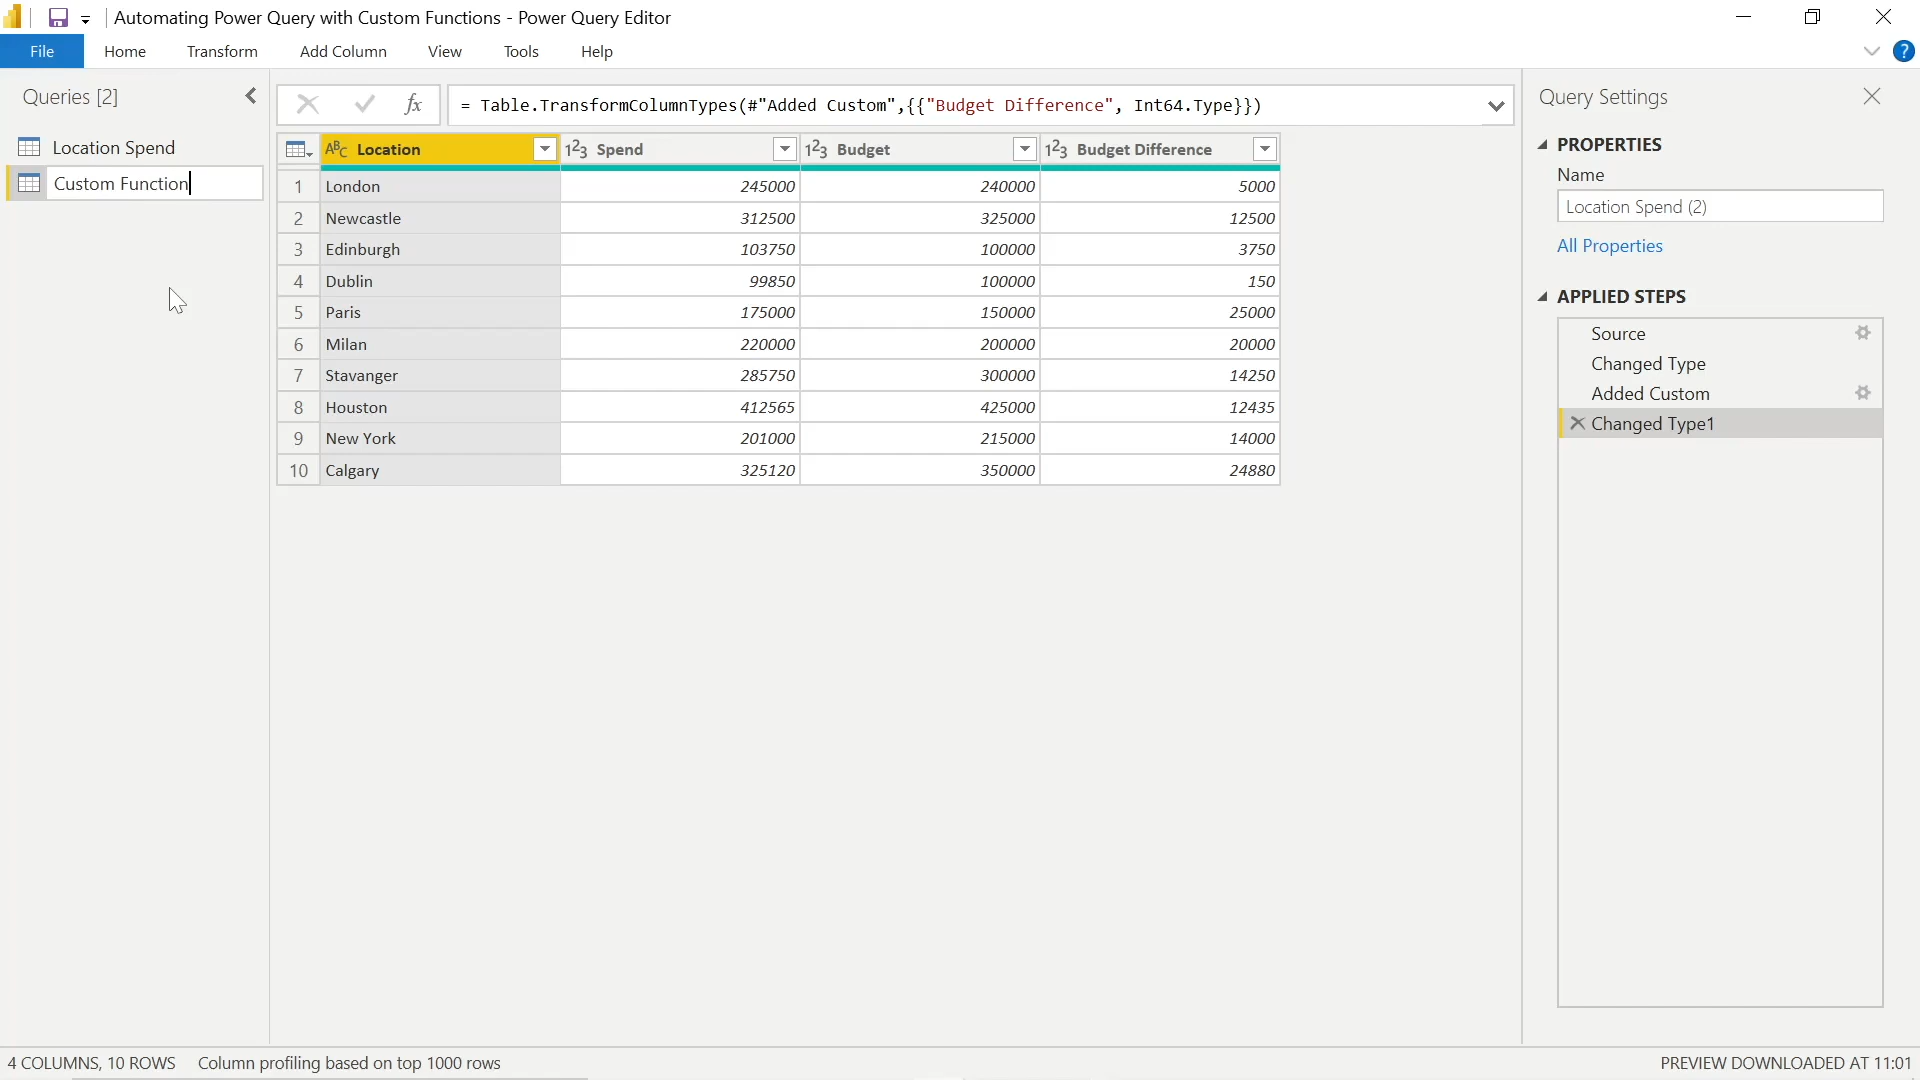 Automating Power Query with Custom Functions - Power Query Editor
File Home Transform Add Column View Tools Help ?
Queries [2]
Location Spend
Custom Function
fx = Table.TransformColumnTypes(#"Added Custom",{{"Budget Difference", Int64.Type}})
ABC Location 123 Spend 123 Budget 123 Budget Difference
1 London 245000 240000 5000
2 Newcastle 312500 325000 12500
3 Edinburgh 103750 100000 3750
4 Dublin 99850 100000 150
5 Paris 175000 150000 25000
6 Milan 220000 200000 20000
7 Stavanger 285750 300000 14250
8 Houston 412565 425000 12435
9 New York 201000 215000 14000
10 Calgary 325120 350000 24880
Query Settings
PROPERTIES
Name
Location Spend (2)
All Properties
APPLIED STEPS
Source
Changed Type
Added Custom
Changed Type1
4 COLUMNS, 10 ROWS Column profiling based on top 1000 rows
PREVIEW DOWNLOADED AT 11:01